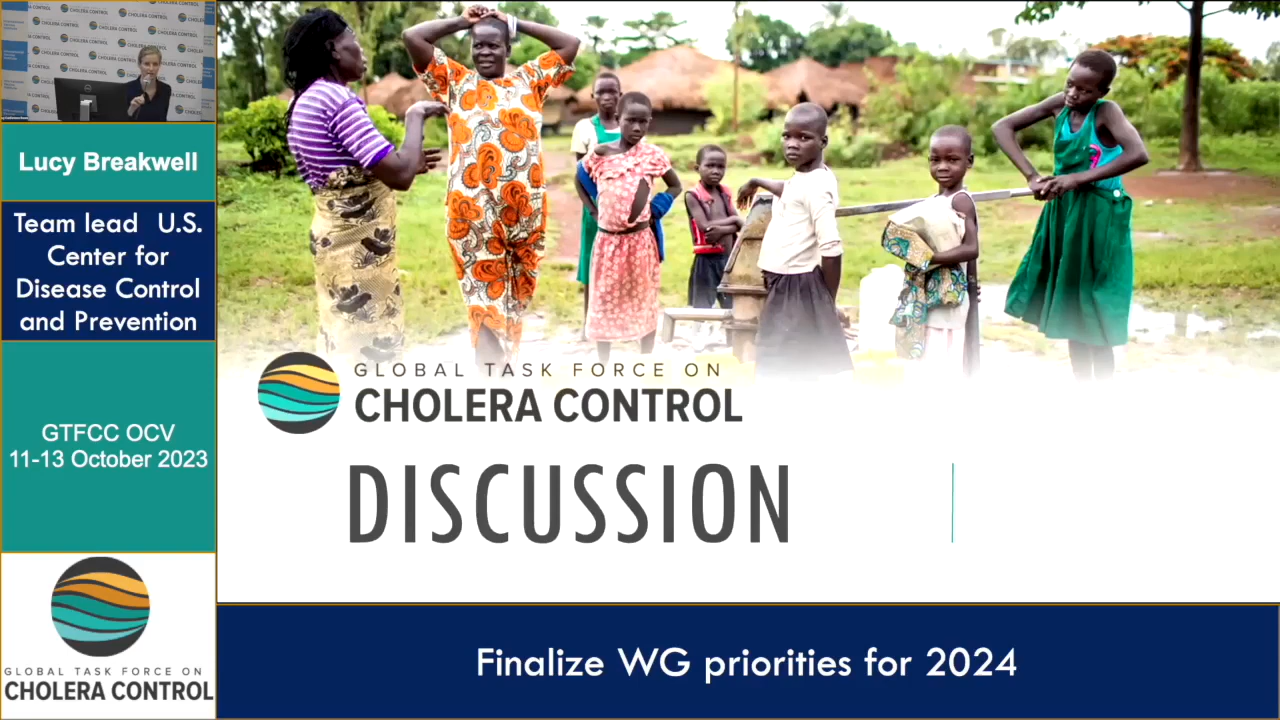 Lucy Breakwell
Team lead U.S.
Center for
Disease Control
and Prevention
GTFCC OCV
11-13 October 2023
GLOBAL TASK FORCE ON
CHOLERA CONTROL
GLOBAL TASK FORCE ON
CHOLERA CONTROL
DISCUSSION
Finalize WG priorities for 2024